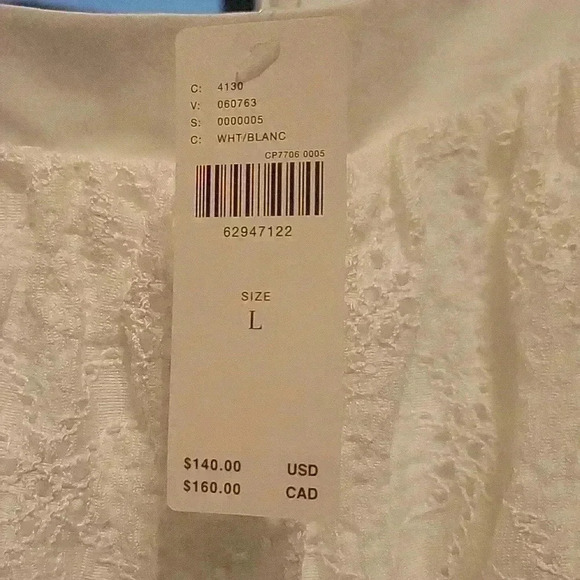 C: 4130
V: 060763
S: 0000005
C: WHT/BLANC
CP7706 0005
62947122
SIZE
L
$140.00 USD
$160.00 CAD